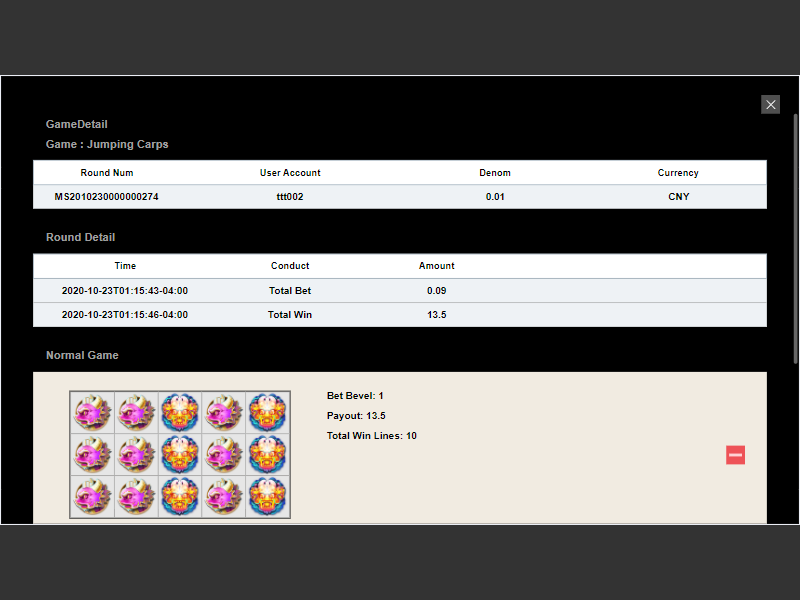 GameDetail
Game : Jumping Carps
Round Num User Account Denom Currency
MS2010230000000274 ttt002 0.01 CNY
Round Detail
Time Conduct Amount
2020-10-23T01:15:43-04:00 Total Bet 0.09
2020-10-23T01:15:46-04:00 Total Win 13.5
Normal Game
Bet Bevel: 1
Payout: 13.5
Total Win Lines: 10